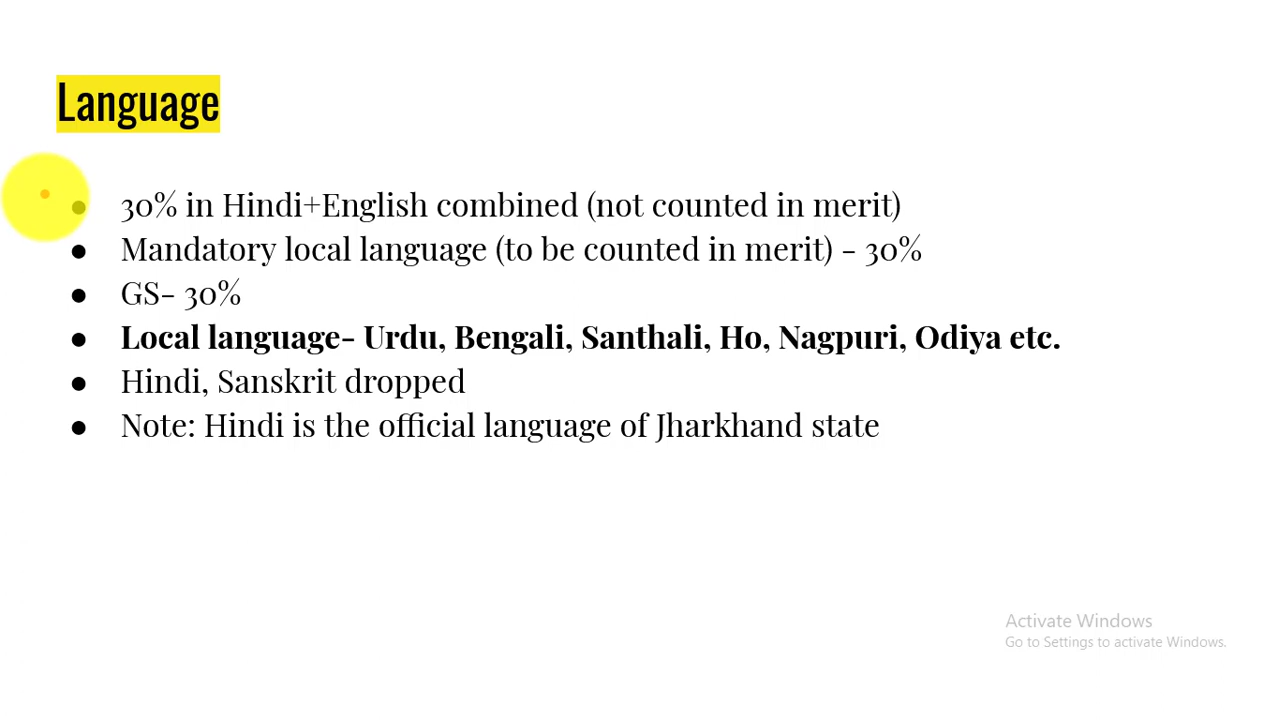 Language
● 30% in Hindi+English combined (not counted in merit)
● Mandatory local language (to be counted in merit) - 30%
● GS- 30%
● Local language- Urdu, Bengali, Santhali, Ho, Nagpuri, Odiya etc.
● Hindi, Sanskrit dropped
● Note: Hindi is the official language of Jharkhand state
Activate Windows
Go to Settings to activate Windows.